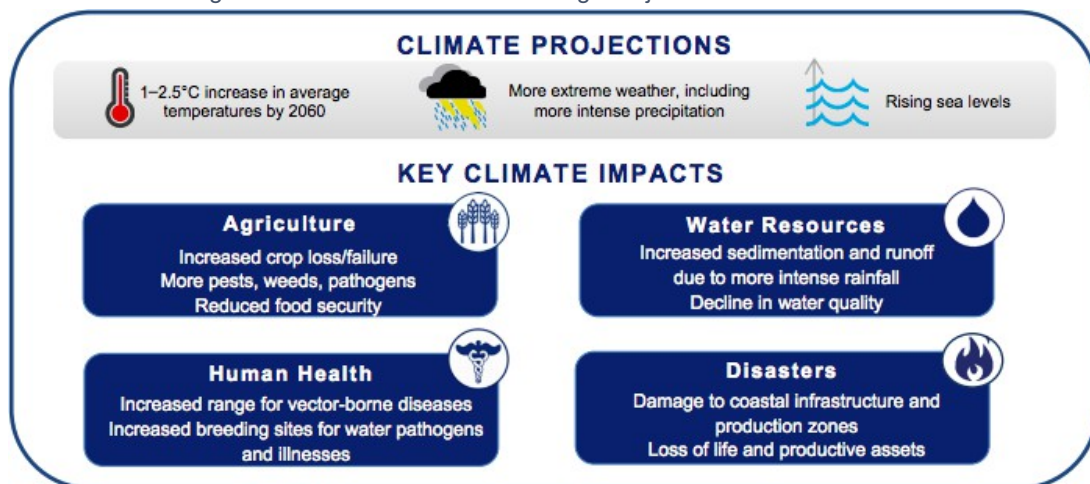 CLIMATE PROJECTIONS
1–2.5°C increase in average
temperatures by 2060
More extreme weather, including
more intense precipitation
Rising sea levels
KEY CLIMATE IMPACTS
Agriculture
Increased crop loss/failure
More pests, weeds, pathogens
Reduced food security
Water Resources
Increased sedimentation and runoff
due to more intense rainfall
Decline in water quality
Human Health
Increased range for vector-borne diseases
Increased breeding sites for water pathogens
and illnesses
Disasters
Damage to coastal infrastructure and
production zones
Loss of life and productive assets